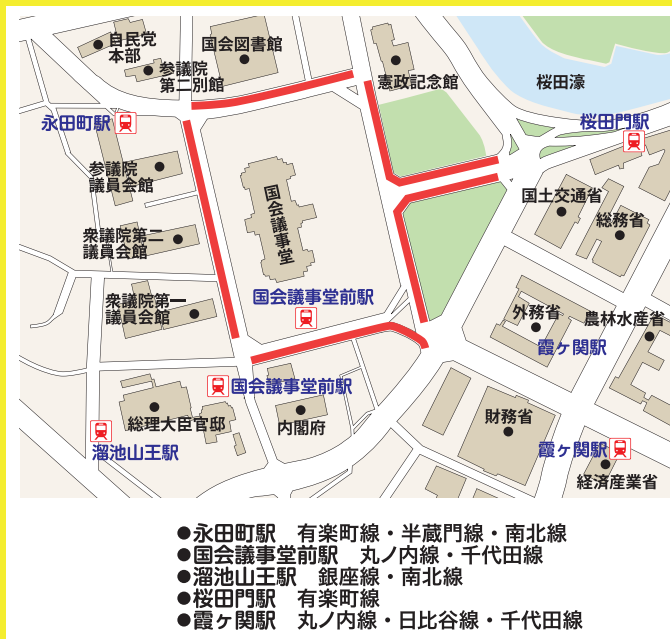 自民党
本部
国会図書館
参議院
第二別館
憲政記念館
桜田濠
永田町駅
桜田門駅
参議院
議員会館
国会議事堂
国土交通省
総務省
衆議院第二
議員会館
衆議院第一
議員会館
国会議事堂前駅
外務省
農林水産省
霞ヶ関駅
国会議事堂前駅
総理大臣官邸
内閣府
財務省
溜池山王駅
霞ヶ関駅
経済産業省
●永田町駅　有楽町線・半蔵門線・南北線
●国会議事堂前駅　丸ノ内線・千代田線
●溜池山王駅　銀座線・南北線
●桜田門駅　有楽町線
●霞ヶ関駅　丸ノ内線・日比谷線・千代田線